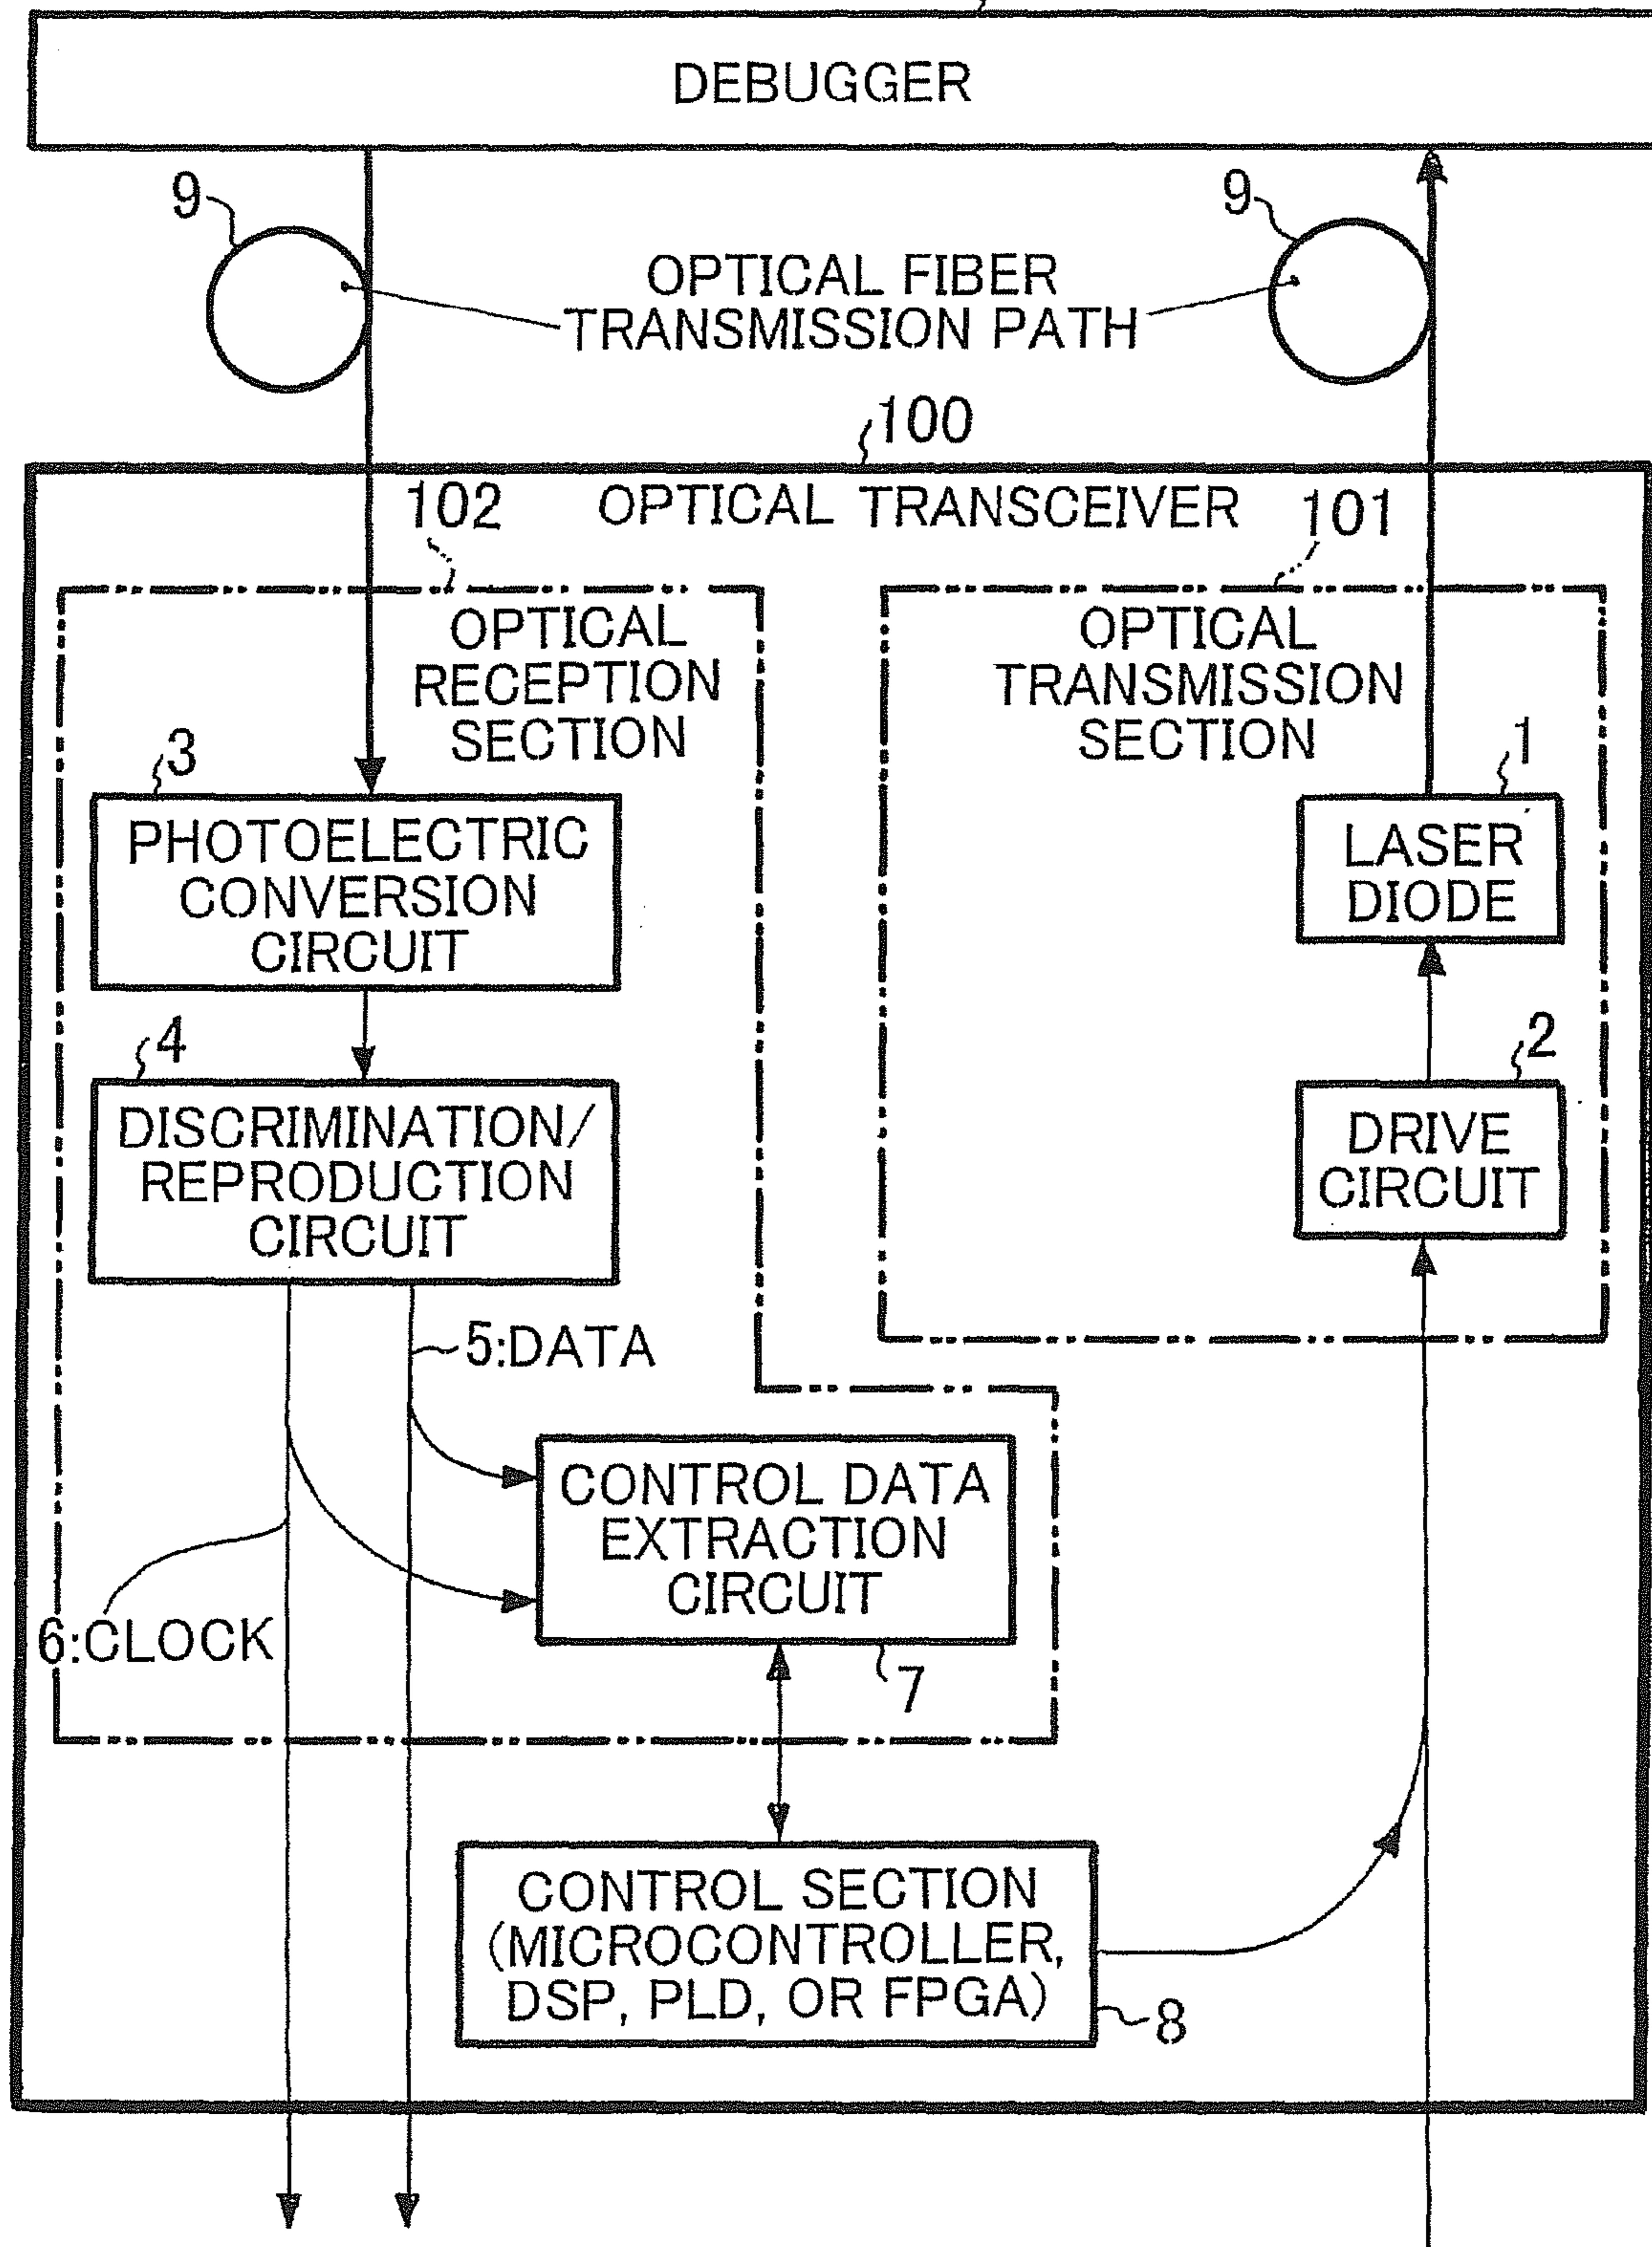 DEBUGGER
9
9
OPTICAL FIBER
TRANSMISSION PATH
100
OPTICAL TRANSCEIVER
102
101
OPTICAL
RECEPTION
SECTION
OPTICAL
TRANSMISSION
SECTION
3
1
PHOTOELECTRIC
CONVERSION
CIRCUIT
LASER
DIODE
4
2
DISCRIMINATION/
REPRODUCTION
CIRCUIT
DRIVE
CIRCUIT
5:DATA
CONTROL DATA
EXTRACTION
CIRCUIT
6:CLOCK
7
CONTROL SECTION
(MICROCONTROLLER,
DSP, PLD, OR FPGA)
8